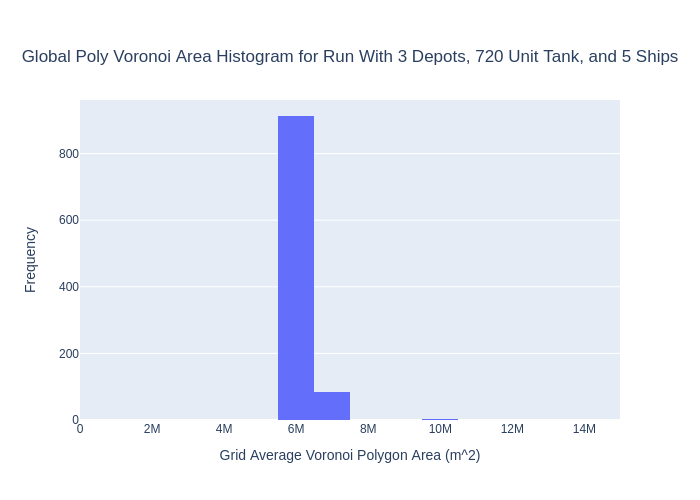 Global Poly Voronoi Area Histogram for Run With 3 Depots, 720 Unit Tank, and 5 Ships
Frequency
800
600
400
200
0
0 2M 4M 6M 8M 10M 12M 14M
Grid Average Voronoi Polygon Area (m^2)